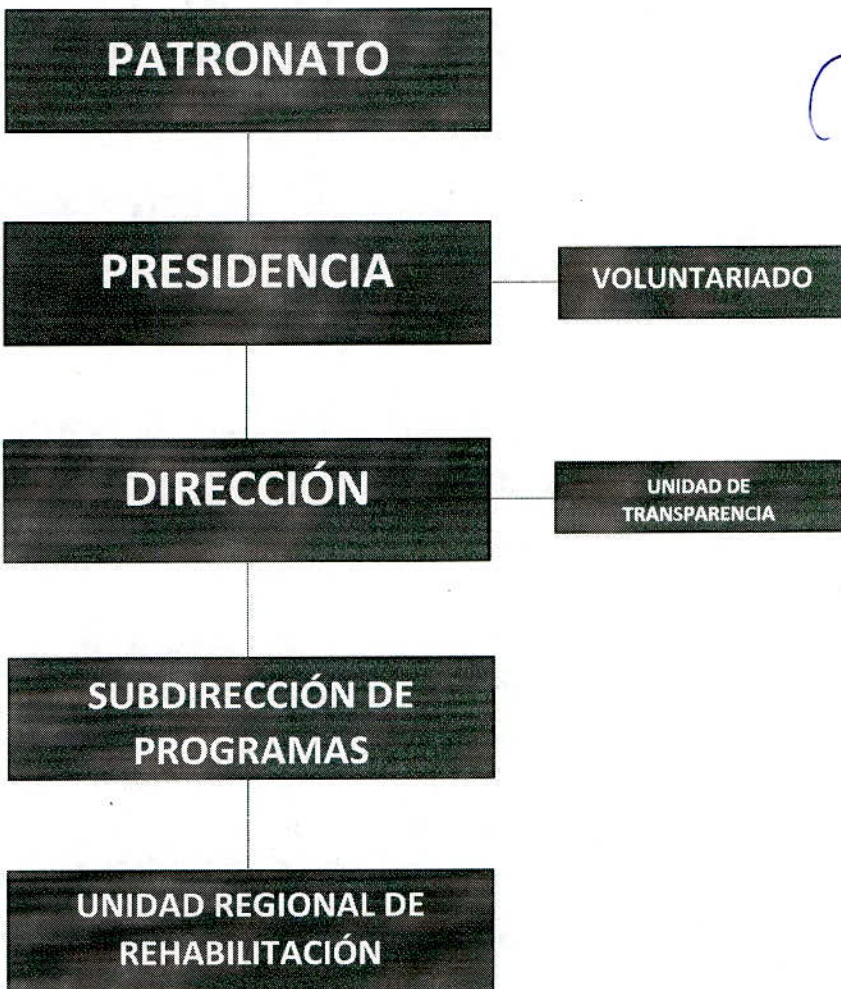 PATRONATO
PRESIDENCIA
VOLUNTARIADO
DIRECCIÓN
UNIDAD DE
TRANSPARENCIA
SUBDIRECCIÓN DE
PROGRAMAS
UNIDAD REGIONAL DE
REHABILITACIÓN